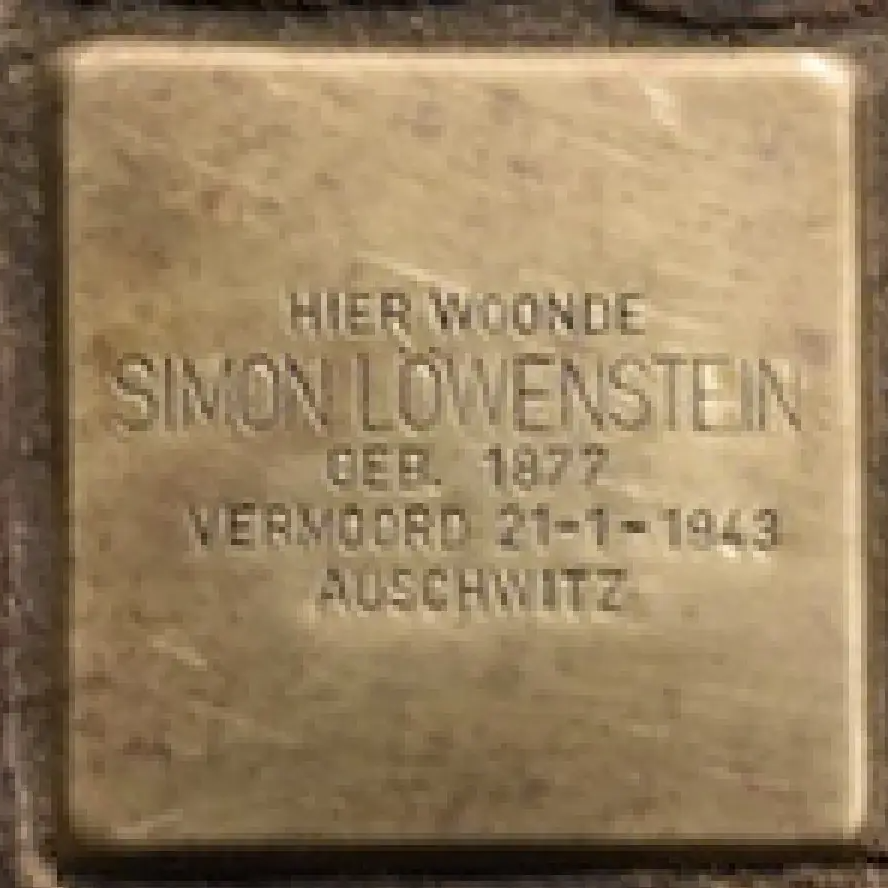 HIER WOONDE
SIMON LÖWENSTEIN
GEB. 1877
VERMOORD 21-1-1943
AUSCHWITZ